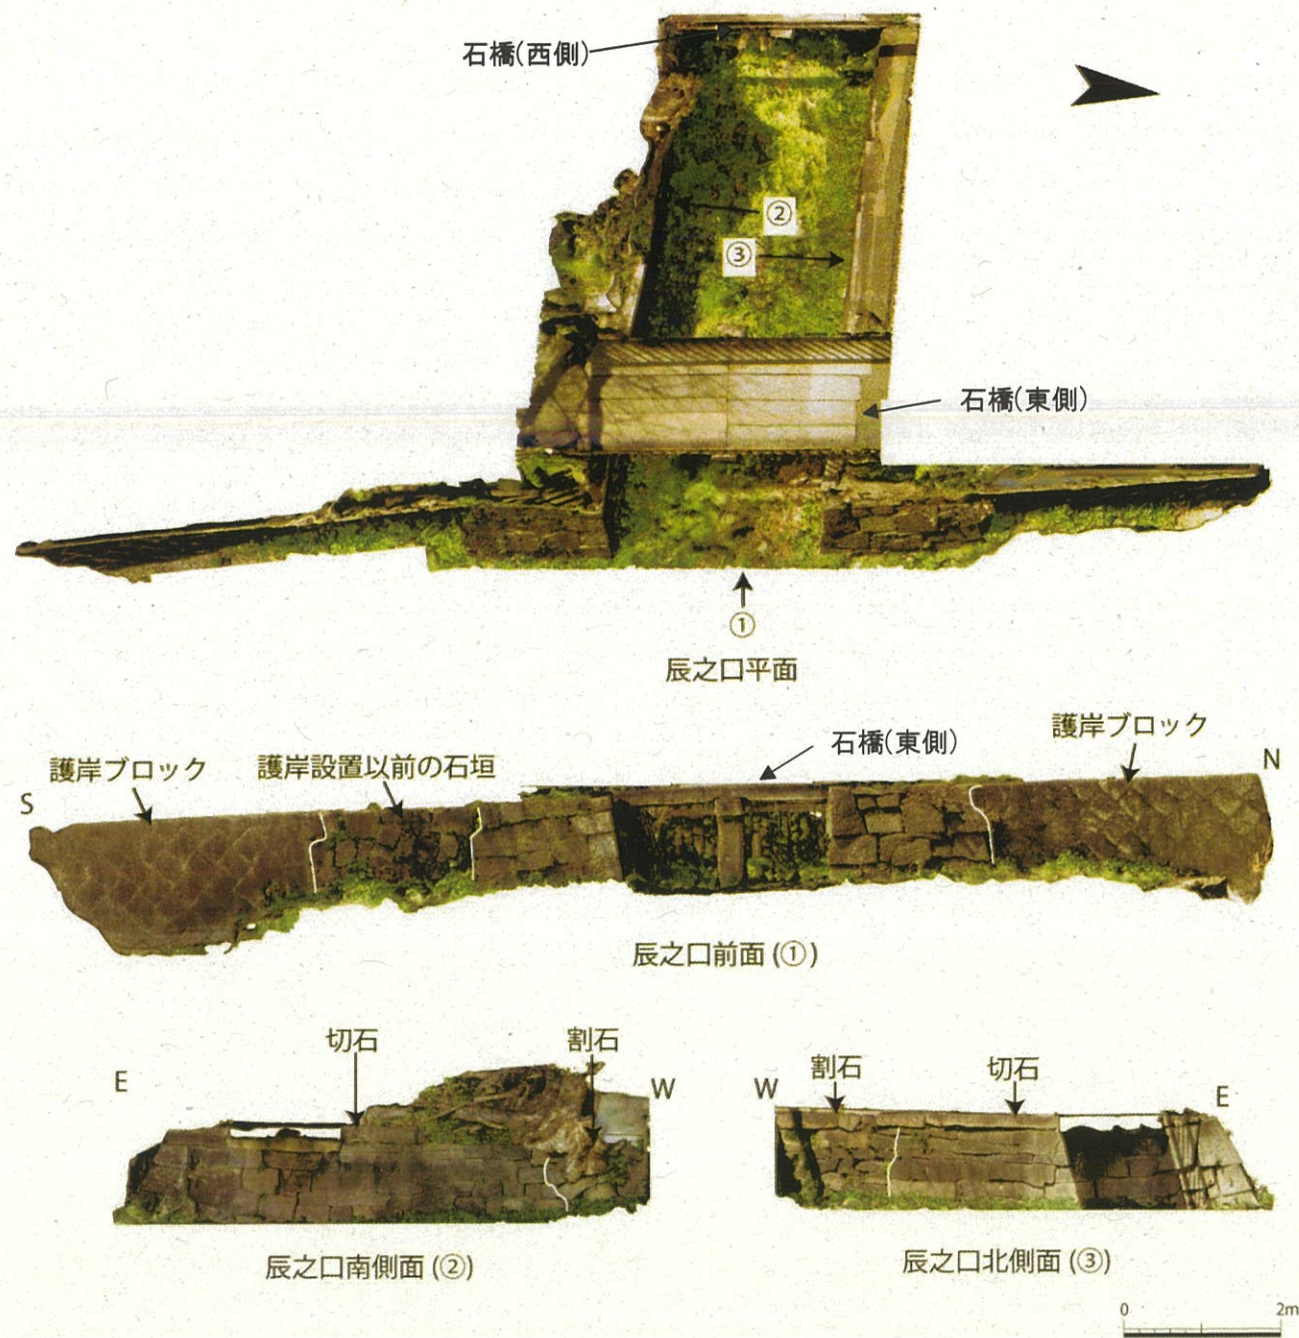 石橋(西側)
②
③
石橋(東側)
①
辰之口平面
石橋(東側)
護岸ブロック
護岸ブロック
護岸設置以前の石垣
S
N
辰之口前面 (①)
切石
割石
E
W
辰之口南側面 (②)
割石
切石
W
E
辰之口北側面 (③)
0
2m